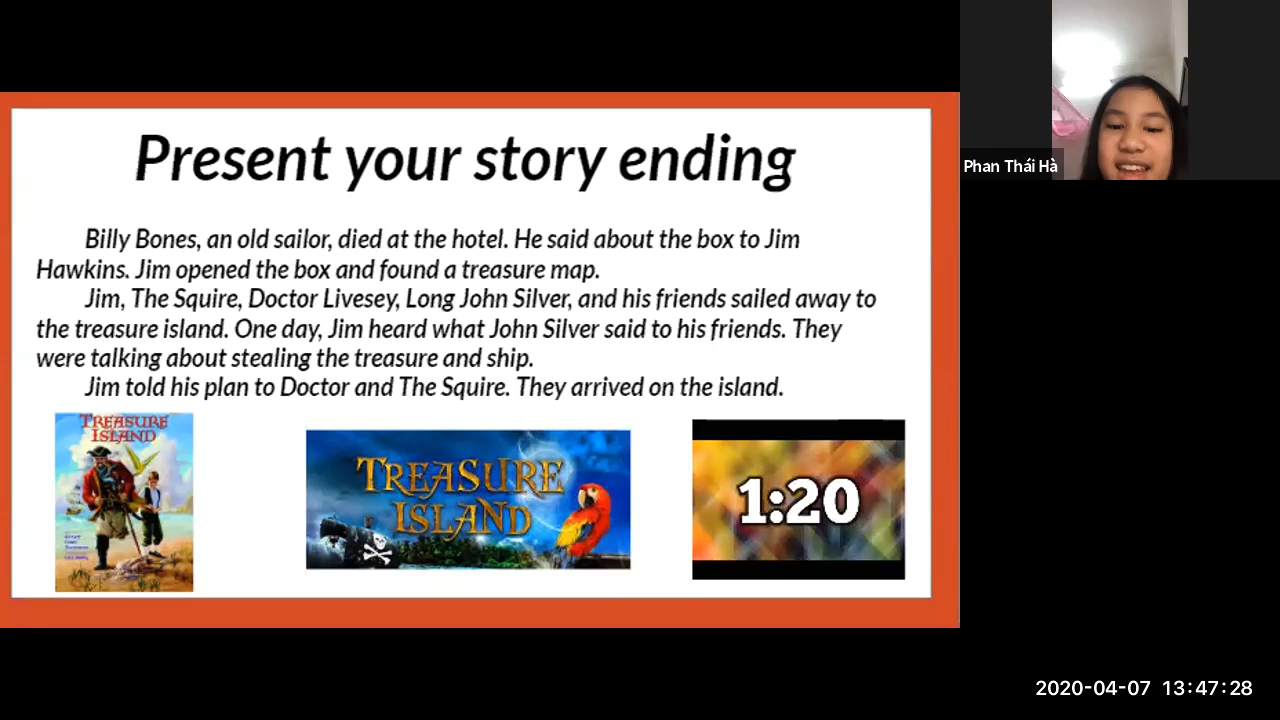 Present your story ending
Billy Bones, an old sailor, died at the hotel. He said about the box to Jim
Hawkins. Jim opened the box and found a treasure map.
Jim, The Squire, Doctor Livesey, Long John Silver, and his friends sailed away to
the treasure island. One day, Jim heard what John Silver said to his friends. They
were talking about stealing the treasure and ship.
Jim told his plan to Doctor and The Squire. They arrived on the island.
TREASURE
ISLAND
TREASURE
ISLAND
1:20
Phan Thái Hà
2020-04-07 13:47:28